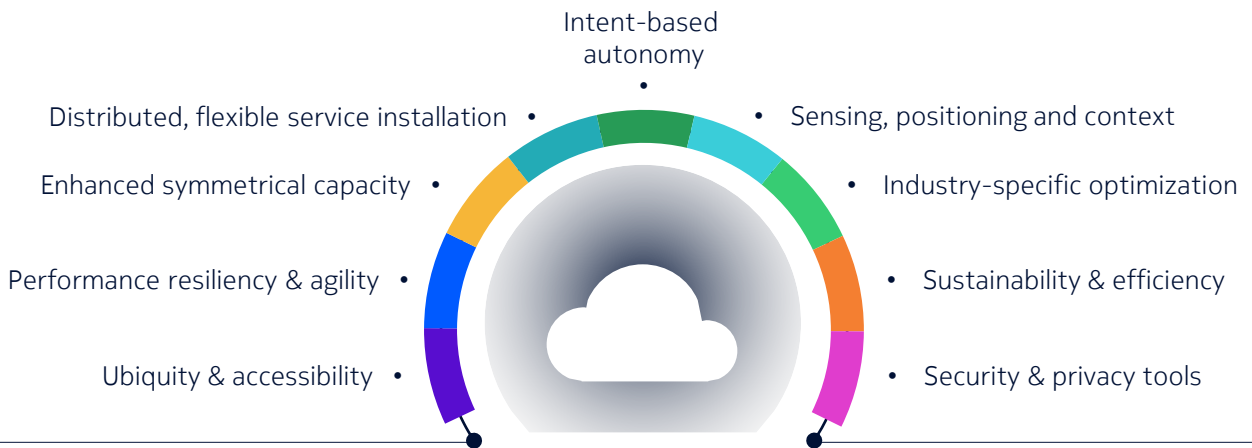 Intent-based
autonomy
Distributed, flexible service installation
Sensing, positioning and context
Enhanced symmetrical capacity
Industry-specific optimization
Performance resiliency & agility
Sustainability & efficiency
Ubiquity & accessibility
Security & privacy tools